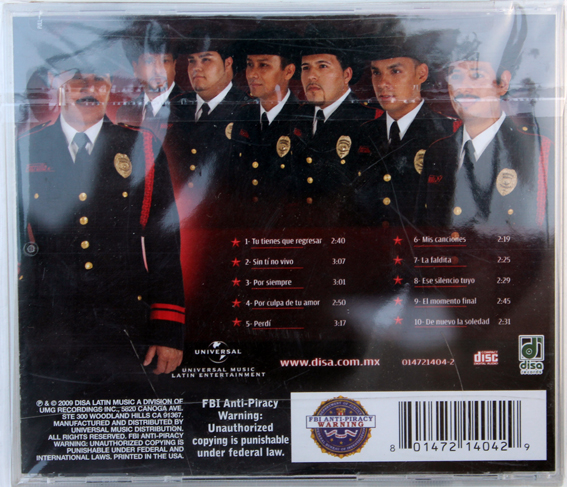 1- Tu tienes que regresar 2:40
2- Sin tí no vivo 3:07
3- Por siempre 3:01
4- Por culpa de tu amor 2:50
5- Perdí 3:17
6- Mis canciones 2:19
7- La faldita 2:25
8- Ese silencio tuyo 2:29
9- El momento final 2:45
10- De nuevo la soledad 2:31
UNIVERSAL
UNIVERSAL MUSIC
LATIN ENTERTAINMENT
www.disa.com.mx
014721404-2
disc
disa
℗ & © 2009 DISA LATIN MUSIC A DIVISION OF
UMG RECORDINGS INC., 5820 CANOGA AVE.
STE 300 WOODLAND HILLS CA 91367.
MANUFACTURED AND DISTRIBUTED BY
UNIVERSAL MUSIC DISTRIBUTION.
ALL RIGHTS RESERVED. FBI ANTI-PIRACY
WARNING: UNAUTHORIZED COPYING IS
PUNISHABLE UNDER FEDERAL AND
INTERNATIONAL LAWS. PRINTED IN THE USA.
FBI Anti-Piracy
Warning:
Unauthorized
copying is punishable
under federal law.
FBI ANTI-PIRACY
WARNING
8 01472 14042 9